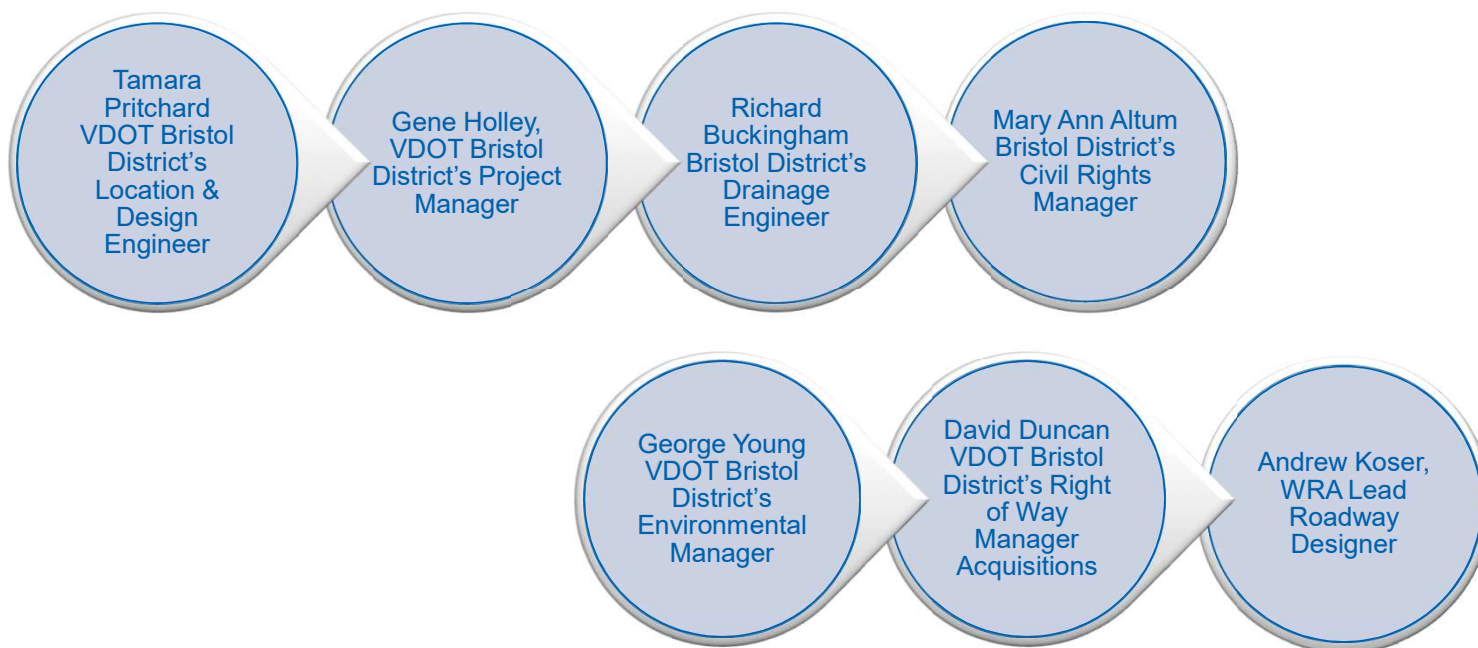 Tamara
Pritchard
VDOT Bristol
District’s
Location &
Design
Engineer
Gene Holley,
VDOT Bristol
District’s Project
Manager
Richard
Buckingham
Bristol District’s
Drainage
Engineer
Mary Ann Altum
Bristol District’s
Civil Rights
Manager
George Young
VDOT Bristol
District’s
Environmental
Manager
David Duncan
VDOT Bristol
District’s Right
of Way
Manager
Acquisitions
Andrew Koser,
WRA Lead
Roadway
Designer